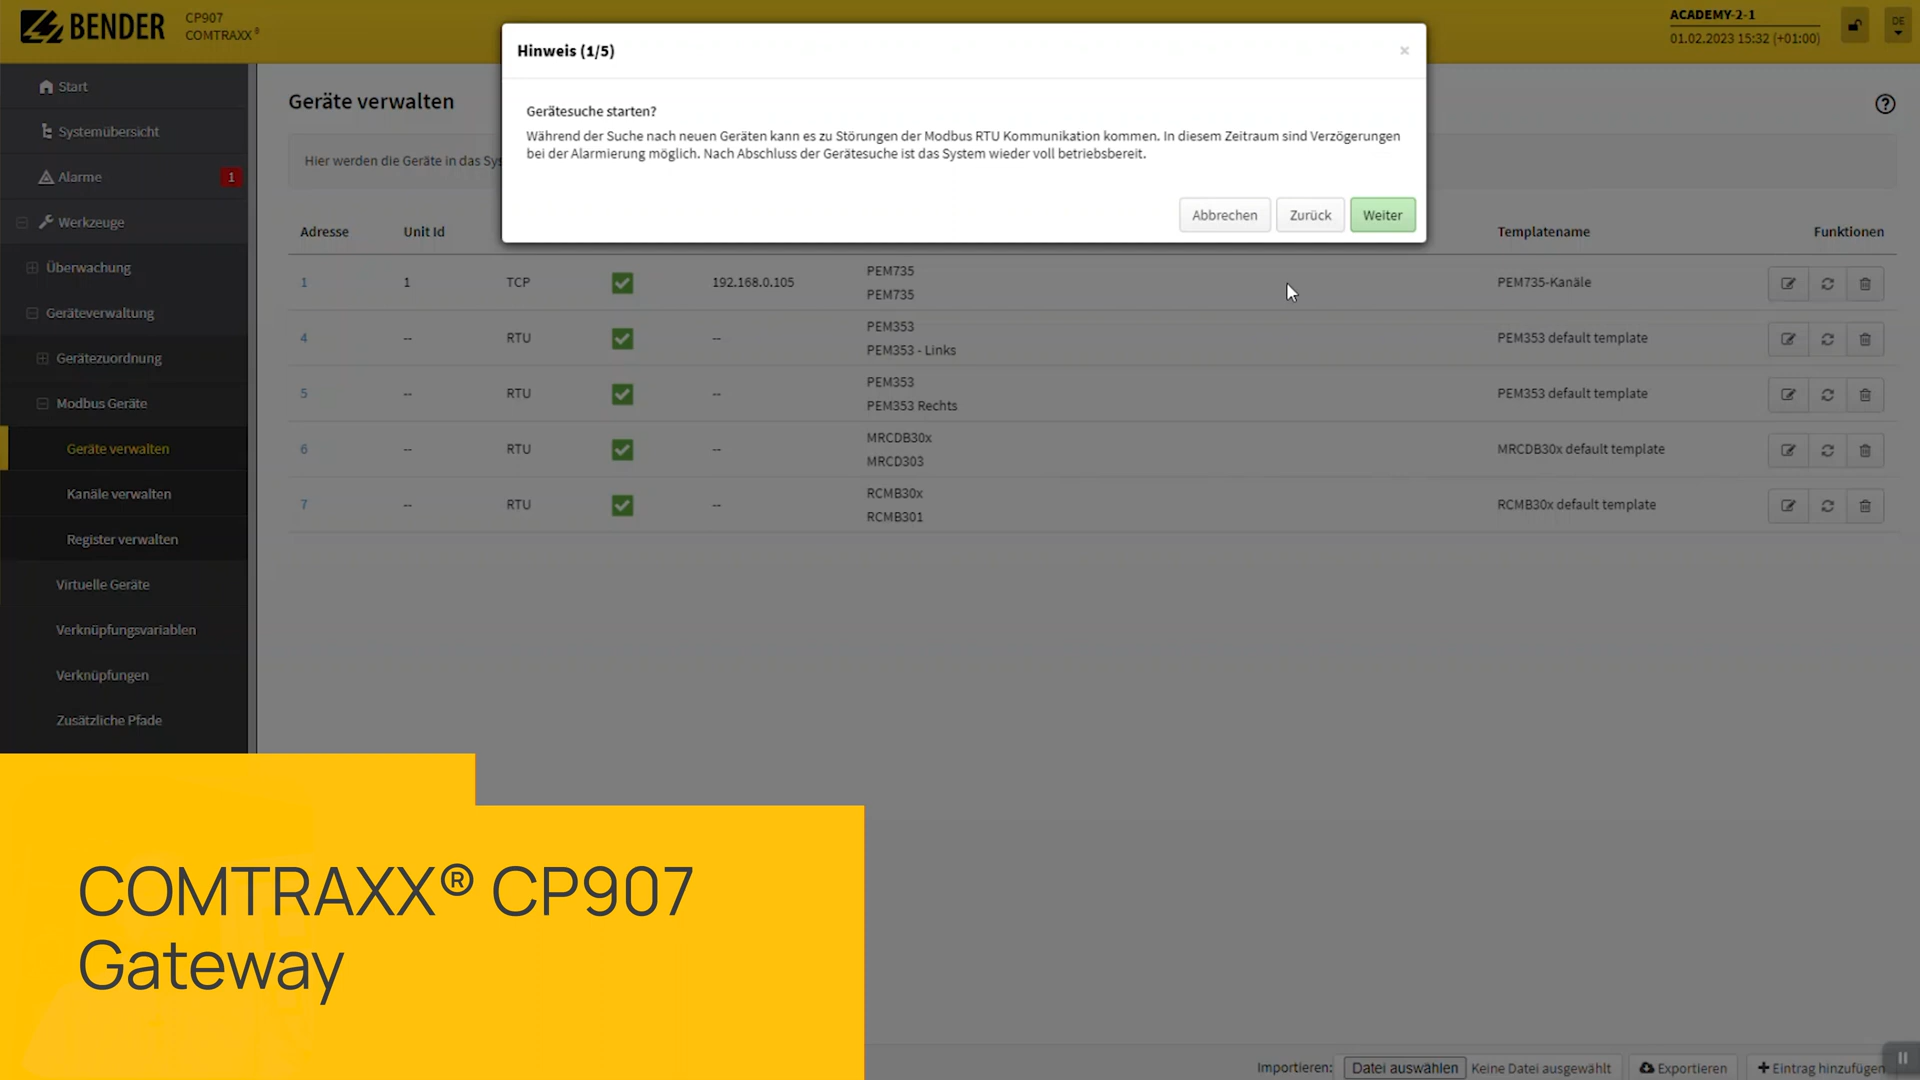 BENDER
CP907
COMTRAXX®
ACADEMY-2-1
01.02.2023 15:32 (+01:00)
DE
Hinweis (1/5)
×
Gerätesuche starten?
Während der Suche nach neuen Geräten kann es zu Störungen der Modbus RTU Kommunikation kommen. In diesem Zeitraum sind Verzögerungen
bei der Alarmierung möglich. Nach Abschluss der Gerätesuche ist das System wieder voll betriebsbereit.
Abbrechen Zurück Weiter
Start
Systemübersicht
Alarme 1
Werkzeuge
Überwachung
Geräteverwaltung
Gerätezuordnung
Modbus Geräte
Geräte verwalten
Kanäle verwalten
Register verwalten
Virtuelle Geräte
Verknüpfungsvariablen
Verknüpfungen
Zusätzliche Pfade
Geräte verwalten
Hier werden die Geräte in das Sys
Adresse Unit Id Templatename Funktionen
1 1 TCP 192.168.0.105 PEM735 PEM735-Kanäle
PEM735
4 -- RTU -- PEM353 PEM353 default template
PEM353 - Links
5 -- RTU -- PEM353 PEM353 default template
PEM353 Rechts
6 -- RTU -- MRCDB30x MRCDB30x default template
MRCD303
7 -- RTU -- RCMB30x RCMB30x default template
RCMB301
COMTRAXX® CP907
Gateway
Importieren: Datei auswählen Keine Datei ausgewählt Exportieren Eintrag hinzufügen